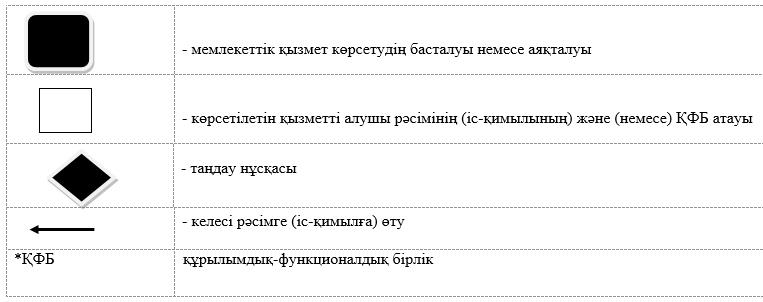 - мемлекеттік қызмет көрсетудің басталуы немесе аяқталуы
- көрсетілетін қызметті алушы рәсімінің (іс-қимылының) және (немесе) ҚФБ атауы
- таңдау нұсқасы
- келесі рәсімге (іс-қимылға) өту
*ҚФБ құрылымдық-функционалдық бірлік